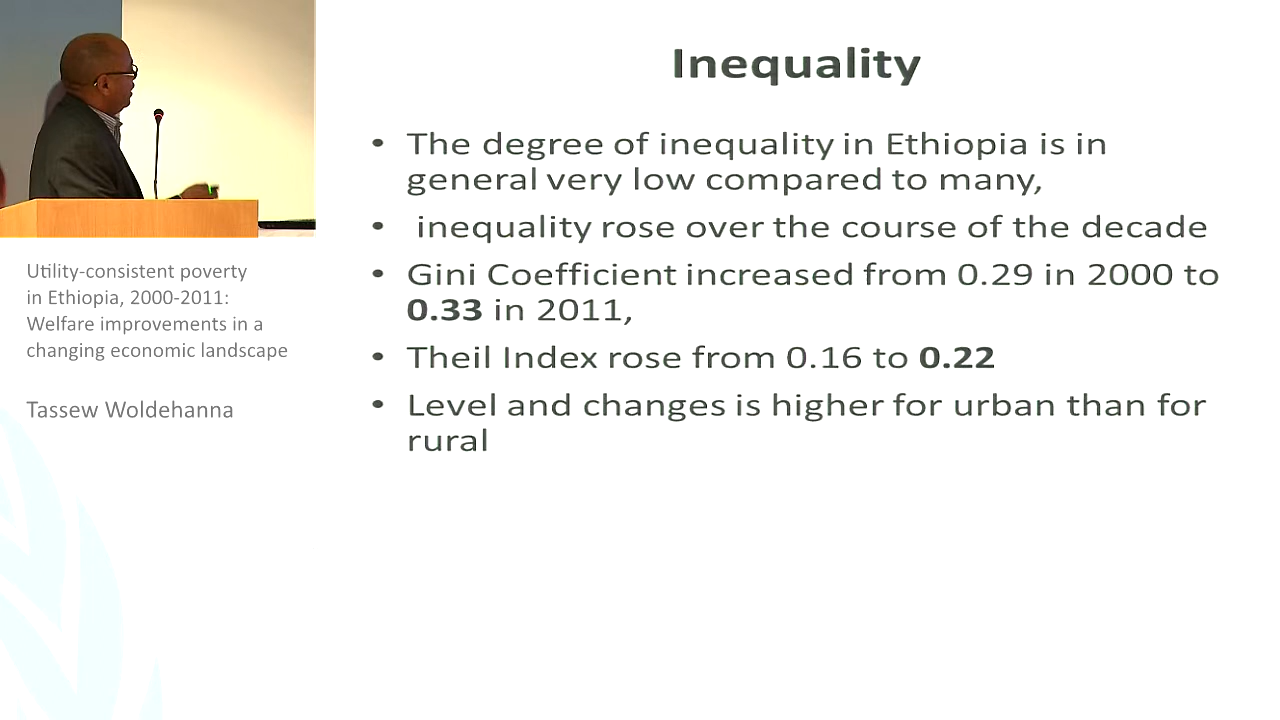 Inequality
• The degree of inequality in Ethiopia is in
general very low compared to many,
• inequality rose over the course of the decade
• Gini Coefficient increased from 0.29 in 2000 to
0.33 in 2011,
• Theil Index rose from 0.16 to 0.22
• Level and changes is higher for urban than for
rural
Utility-consistent poverty
in Ethiopia, 2000-2011:
Welfare improvements in a
changing economic landscape
Tassew Woldehanna